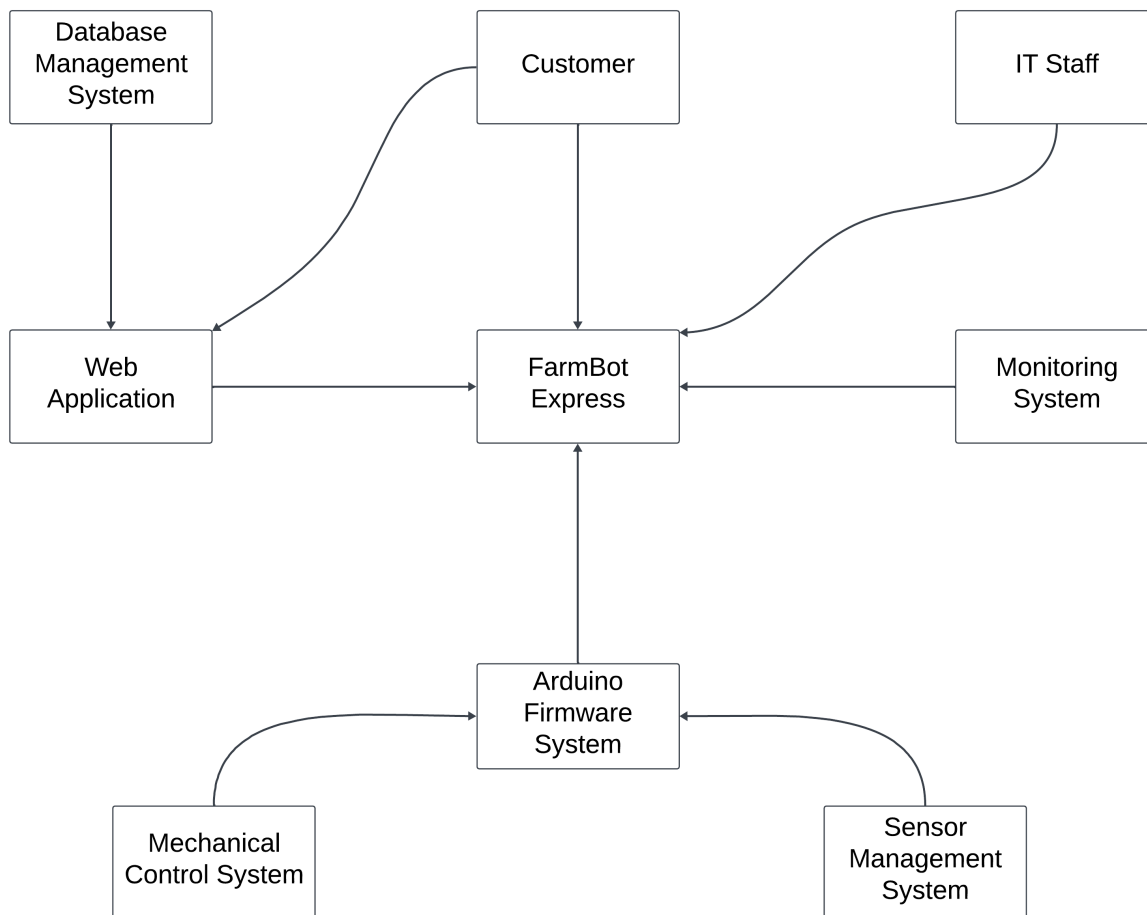 Database
Management
System
Customer
IT Staff
Web
Application
FarmBot
Express
Monitoring
System
Arduino
Firmware
System
Mechanical
Control System
Sensor
Management
System